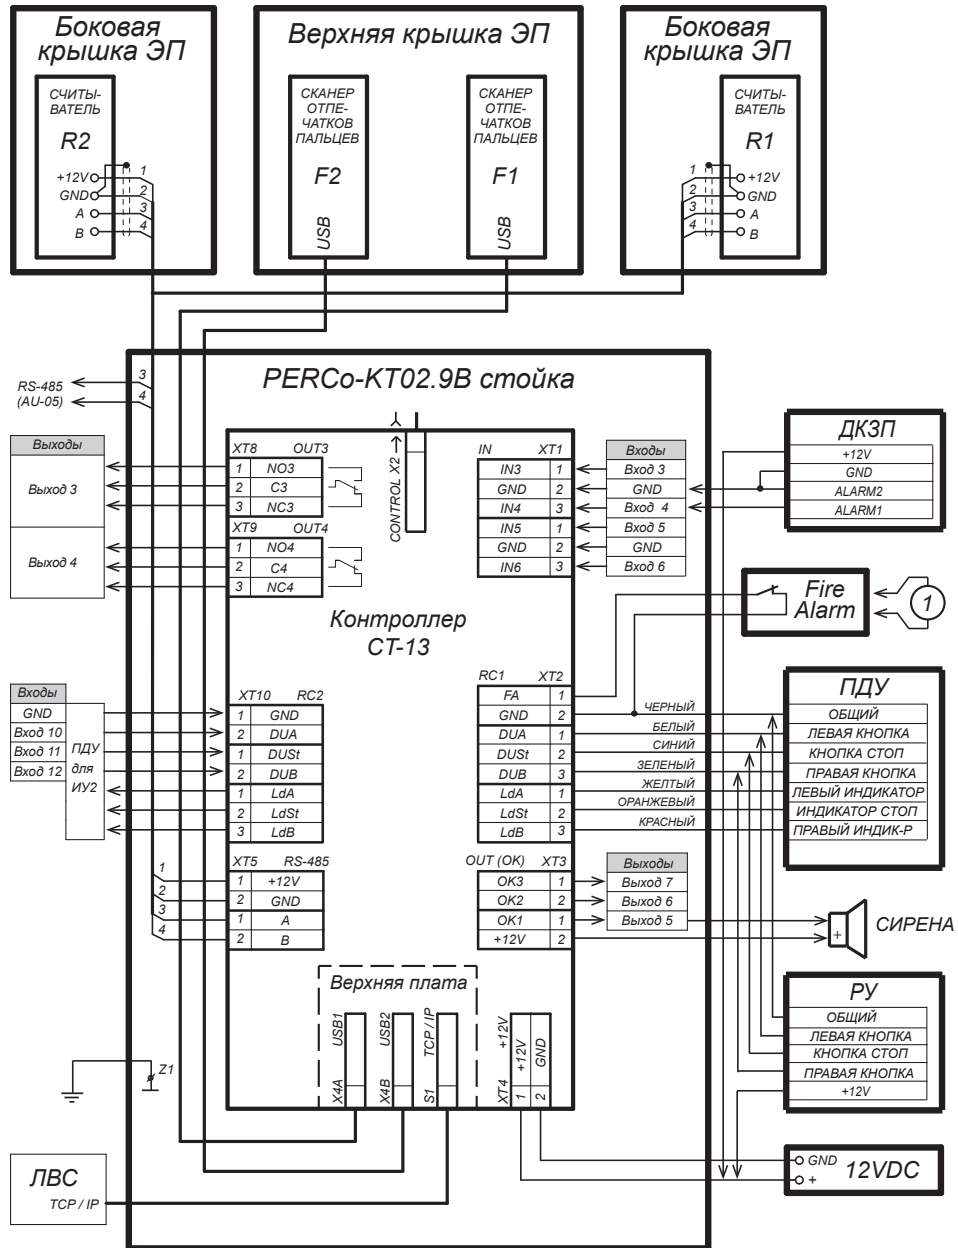 Боковая
крышка ЭП
СЧИТЫ-
ВАТЕЛЬ
R2
+12V
GND
A
B
1
2
3
4
Верхняя крышка ЭП
СКАНЕР
ОТПЕ-
ЧАТКОВ
ПАЛЬЦЕВ
F2
USB
СКАНЕР
ОТПЕ-
ЧАТКОВ
ПАЛЬЦЕВ
F1
USB
Боковая
крышка ЭП
СЧИТЫ-
ВАТЕЛЬ
R1
1
2
3
4
+12V
GND
A
B
PERCo-KT02.9B стойка
RS-485
(AU-05)
3
4
Выходы
Выход 3
Выход 4
XT8 OUT3
1 NO3
2 C3
3 NC3
XT9 OUT4
1 NO4
2 C4
3 NC4
CONTROL X2
IN XT1
IN3 1
GND 2
IN4 3
IN5 1
GND 2
IN6 3
Входы
Вход 3
GND
Вход 4
Вход 5
GND
Вход 6
ДКЗП
+12V
GND
ALARM2
ALARM1
Fire
Alarm
1
Контроллер
CT-13
Входы
GND
Вход 10
Вход 11
Вход 12
ПДУ
для
ИУ2
XT10 RC2
1 GND
2 DUA
1 DUSt
2 DUB
1 LdA
2 LdSt
3 LdB
RC1 XT2
FA 1
GND 2
DUA 1
DUSt 2
DUB 3
LdA 1
LdSt 2
LdB 3
ЧЕРНЫЙ
БЕЛЫЙ
СИНИЙ
ЗЕЛЕНЫЙ
ЖЕЛТЫЙ
ОРАНЖЕВЫЙ
КРАСНЫЙ
ПДУ
ОБЩИЙ
ЛЕВАЯ КНОПКА
КНОПКА СТОП
ПРАВАЯ КНОПКА
ЛЕВЫЙ ИНДИКАТОР
ИНДИКАТОР СТОП
ПРАВЫЙ ИНДИК-Р
1
2
3
4
XT5 RS-485
1 +12V
2 GND
1 A
2 B
OUT (OK) XT3
OK3 1
OK2 2
OK1 1
+12V 2
Выходы
Выход 7
Выход 6
Выход 5
+
СИРЕНА
Верхняя плата
X4A USB1
X4B USB2
S1 TCP / IP
XT4 +12V
1 +12V
2 GND
РУ
ОБЩИЙ
ЛЕВАЯ КНОПКА
КНОПКА СТОП
ПРАВАЯ КНОПКА
+12V
Z1
ЛВС
TCP / IP
GND
+
12VDC